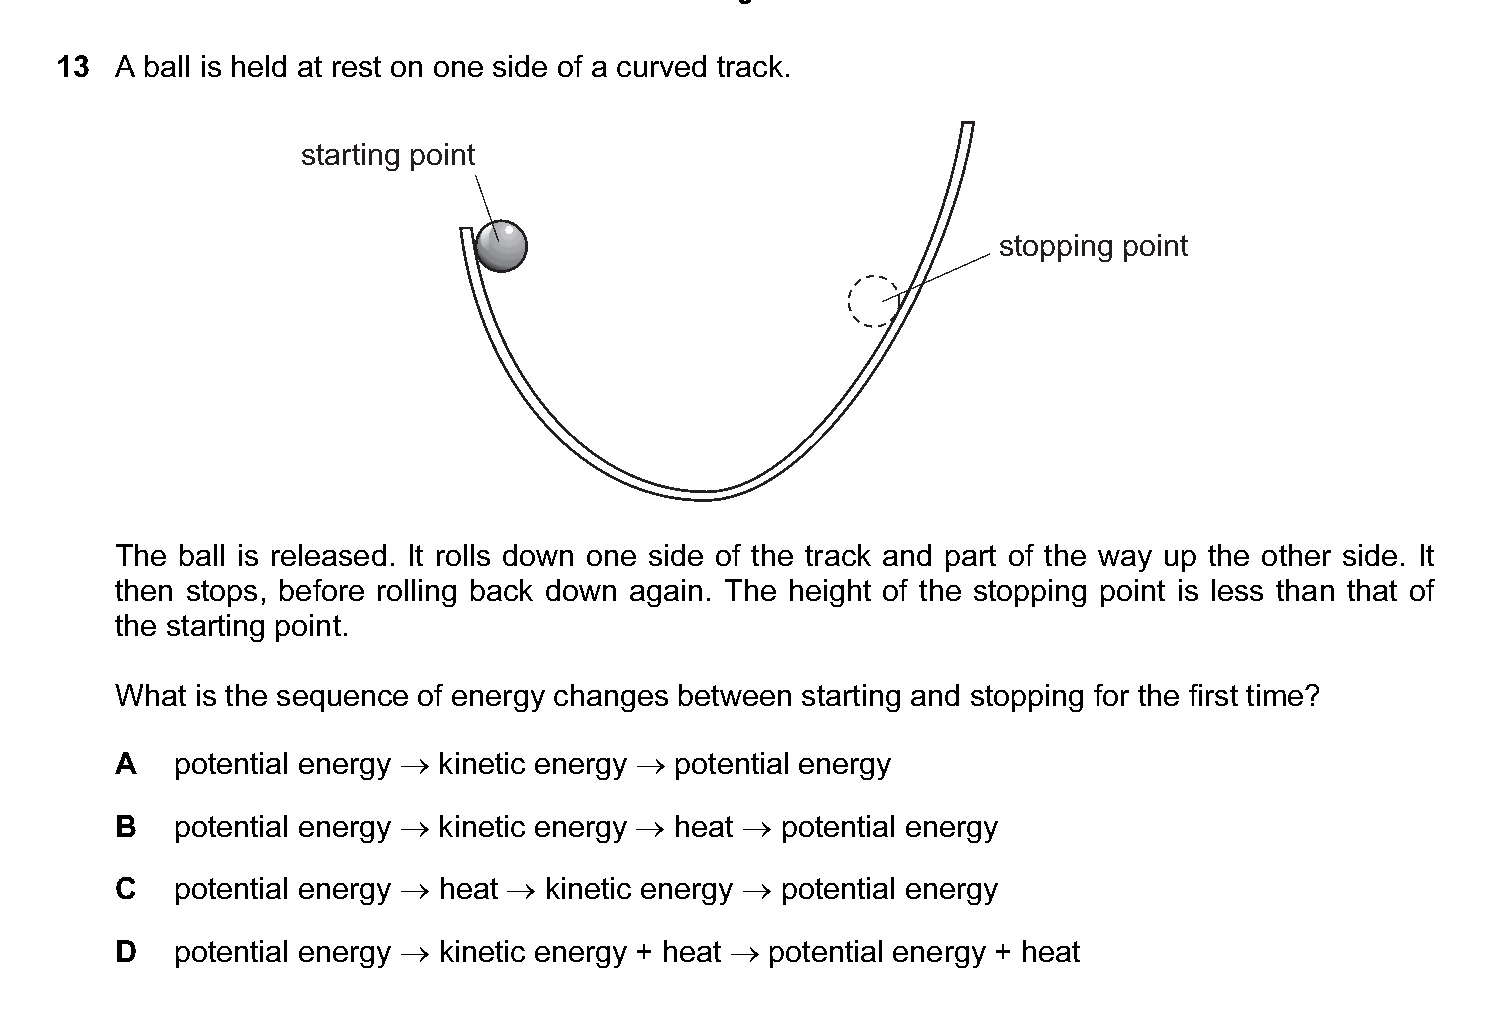 13 A ball is held at rest on one side of a curved track.
starting point
stopping point
The ball is released. It rolls down one side of the track and part of the way up the other side. It
then stops, before rolling back down again. The height of the stopping point is less than that of
the starting point.
What is the sequence of energy changes between starting and stopping for the first time?
A potential energy → kinetic energy → potential energy
B potential energy → kinetic energy → heat → potential energy
C potential energy → heat → kinetic energy → potential energy
D potential energy → kinetic energy + heat → potential energy + heat